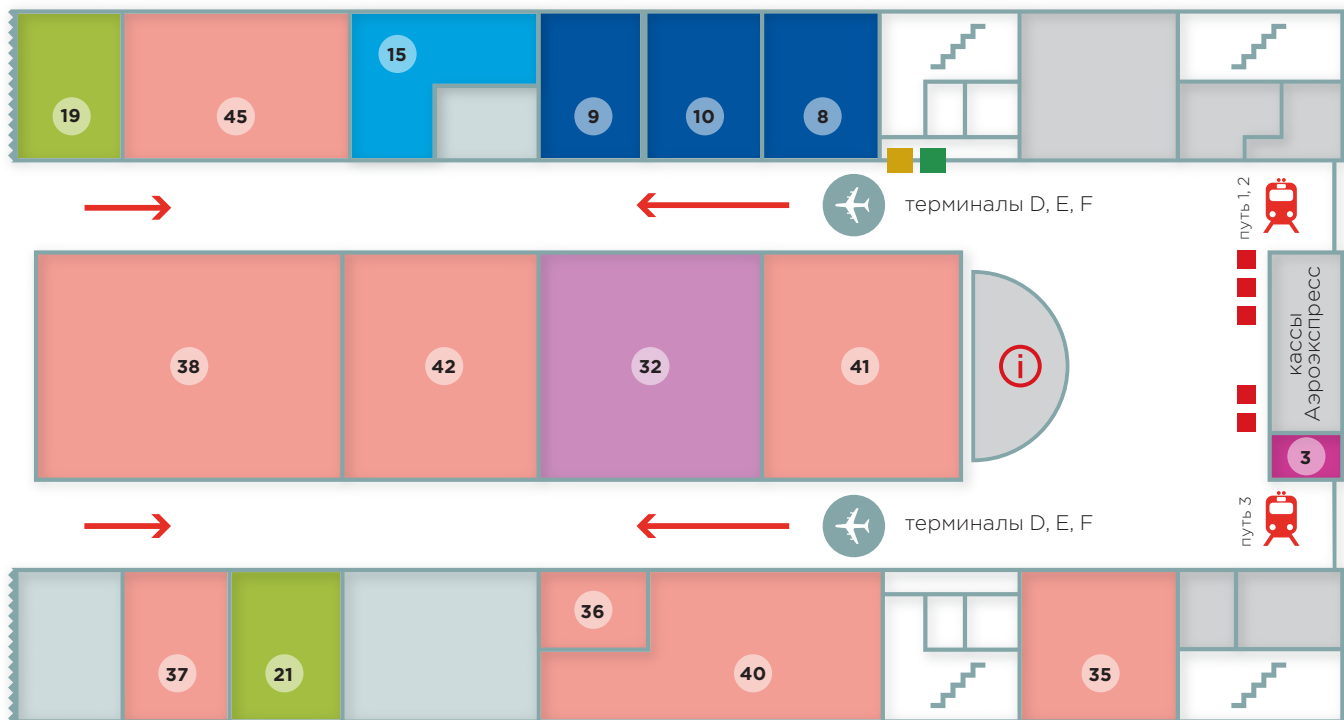 15
19
45
9
10
8
терминалы D, E, F
путь 1, 2
38
42
32
41
i
кассы
Аэроэкспресс
3
терминалы D, E, F
путь 3
36
37
21
40
35